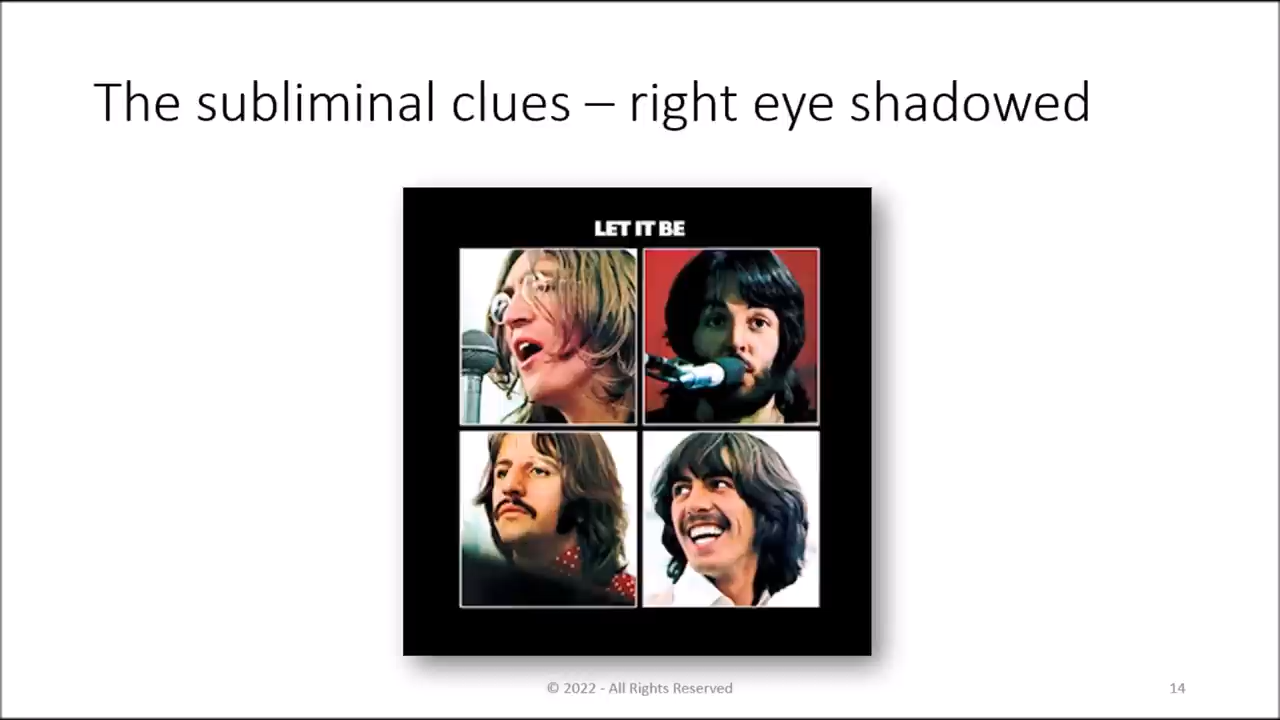 The subliminal clues – right eye shadowed
LET IT BE
© 2022 - All Rights Reserved
14